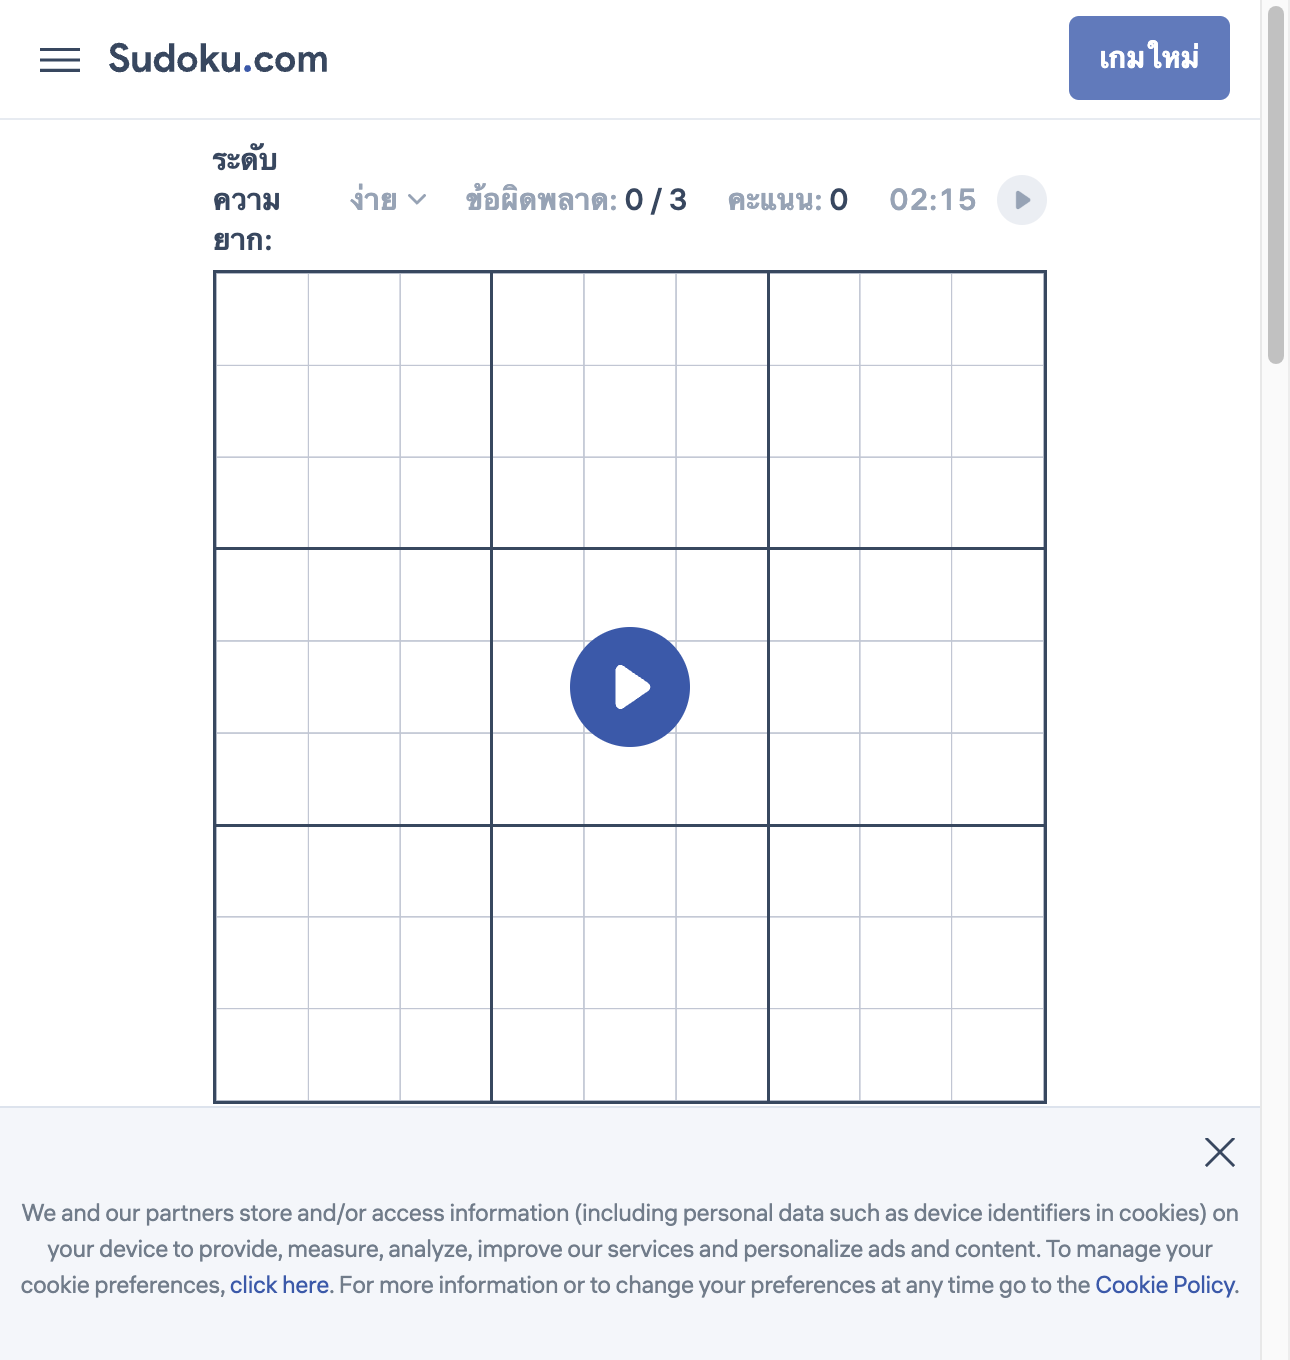 Sudoku.com
เกมใหม่
ระดับ
ความ
ยาก:
ง่าย
ข้อผิดพลาด: 0 / 3
คะแนน: 0
02:15
We and our partners store and/or access information (including personal data such as device identifiers in cookies) on
your device to provide, measure, analyze, improve our services and personalize ads and content. To manage your
cookie preferences, click here. For more information or to change your preferences at any time go to the Cookie Policy.